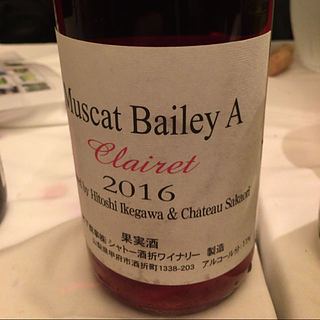 Muscat Bailey A
Clairet
2016
by Hitoshi Ikegawa & Château Sakaori
果実酒
シャトー酒折ワイナリー 製造
山梨県甲府市酒折町1338-203 アルコール分